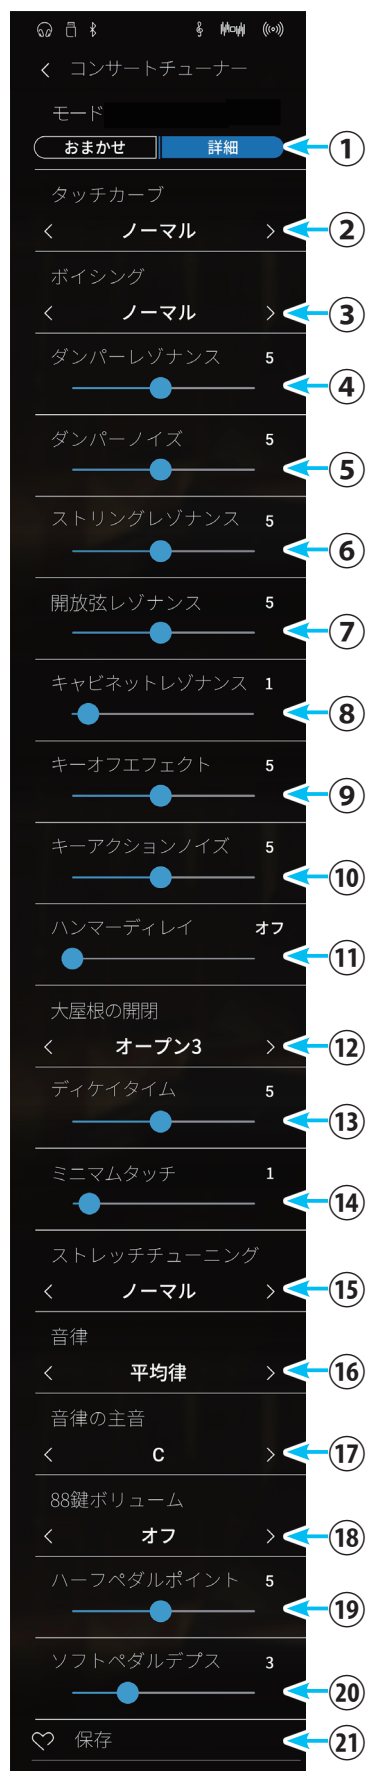 コンサートチューナー
モード
おまかせ 詳細 ①
タッチカーブ
ノーマル ②
ボイシング
ノーマル ③
ダンパーレゾナンス 5
④
ダンパーノイズ 5
⑤
ストリングレゾナンス 5
⑥
開放弦レゾナンス 5
⑦
キャビネットレゾナンス 1
⑧
キーオフエフェクト 5
⑨
キーアクションノイズ 5
⑩
ハンマーディレイ オフ
⑪
大屋根の開閉
オープン3 ⑫
ディケイタイム 5
⑬
ミニマムタッチ 1
⑭
ストレッチチューニング
ノーマル ⑮
音律
平均律 ⑯
音律の主音
C ⑰
88鍵ボリューム
オフ ⑱
ハーフペダルポイント 5
⑲
ソフトペダルデプス 3
⑳
保存 ㉑